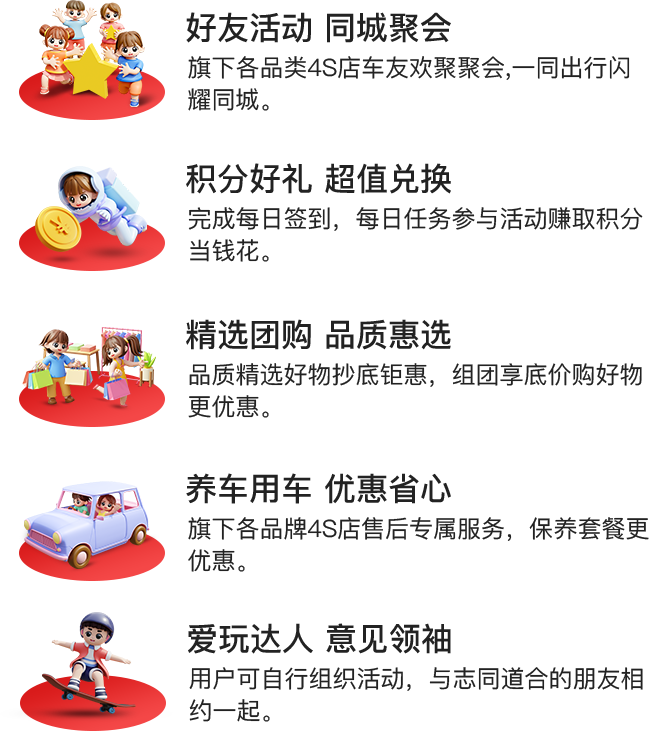 好友活动 同城聚会
旗下各品类4S店车友欢聚聚会,一同出行闪
耀同城。
积分好礼 超值兑换
完成每日签到，每日任务参与活动赚取积分
当钱花。
精选团购 品质惠选
品质精选好物抄底钜惠，组团享底价购好物
更优惠。
养车用车 优惠省心
旗下各品牌4S店售后专属服务，保养套餐更
优惠。
爱玩达人 意见领袖
用户可自行组织活动，与志同道合的朋友相
约一起。